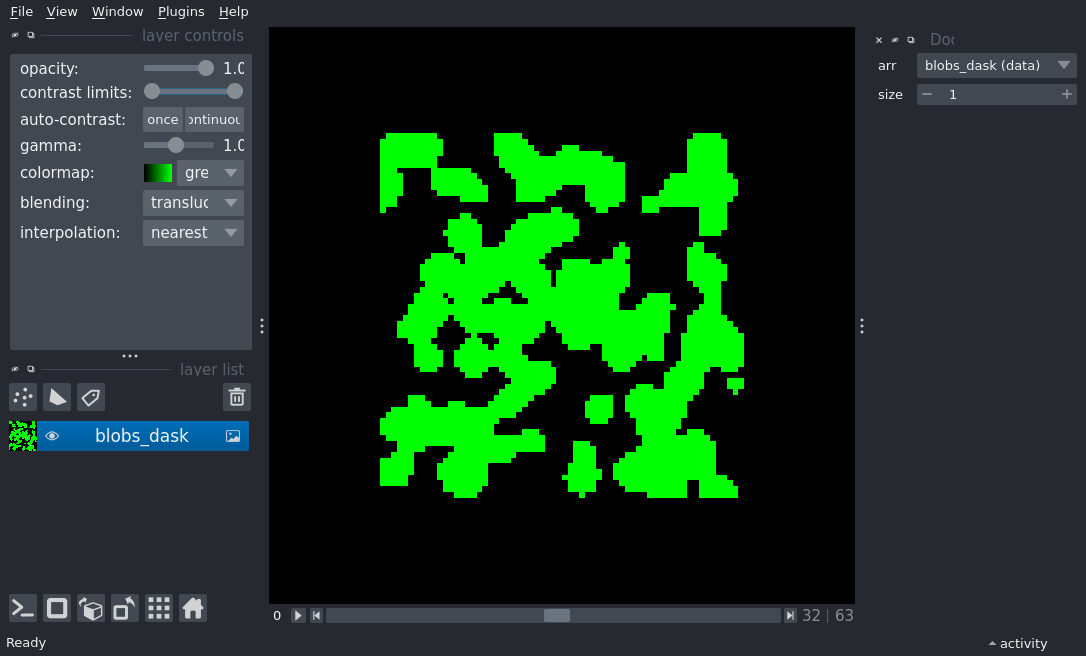 File View Window Plugins Help
layer controls
opacity: 1.0
contrast limits:
auto-contrast: once ontinuou
gamma: 1.0
colormap: gre
blending: transluc
interpolation: nearest
layer list
blobs_dask
Ready
0 32 | 63
Doc
arr blobs_dask (data)
size − 1 +
activity